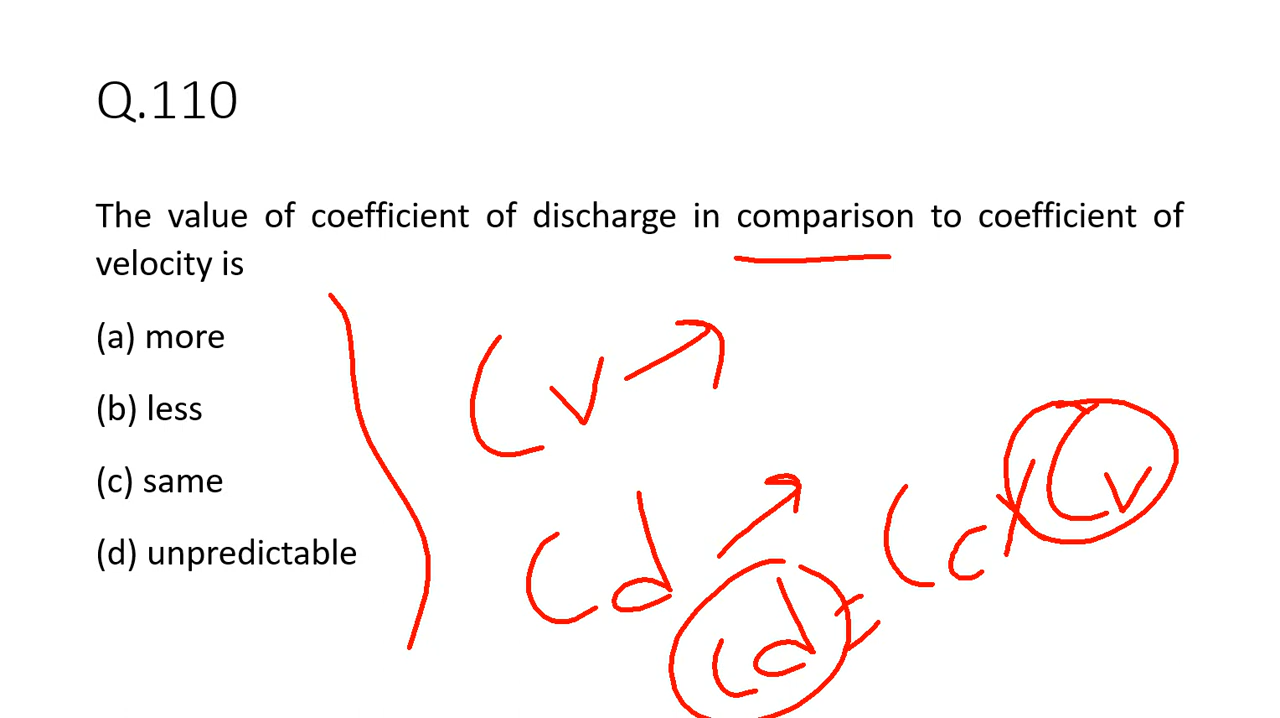 Q.110
The value of coefficient of discharge in comparison to coefficient of
velocity is
(a) more
(b) less
(c) same
(d) unpredictable
Cv
Cd
Cd = Cc x Cv